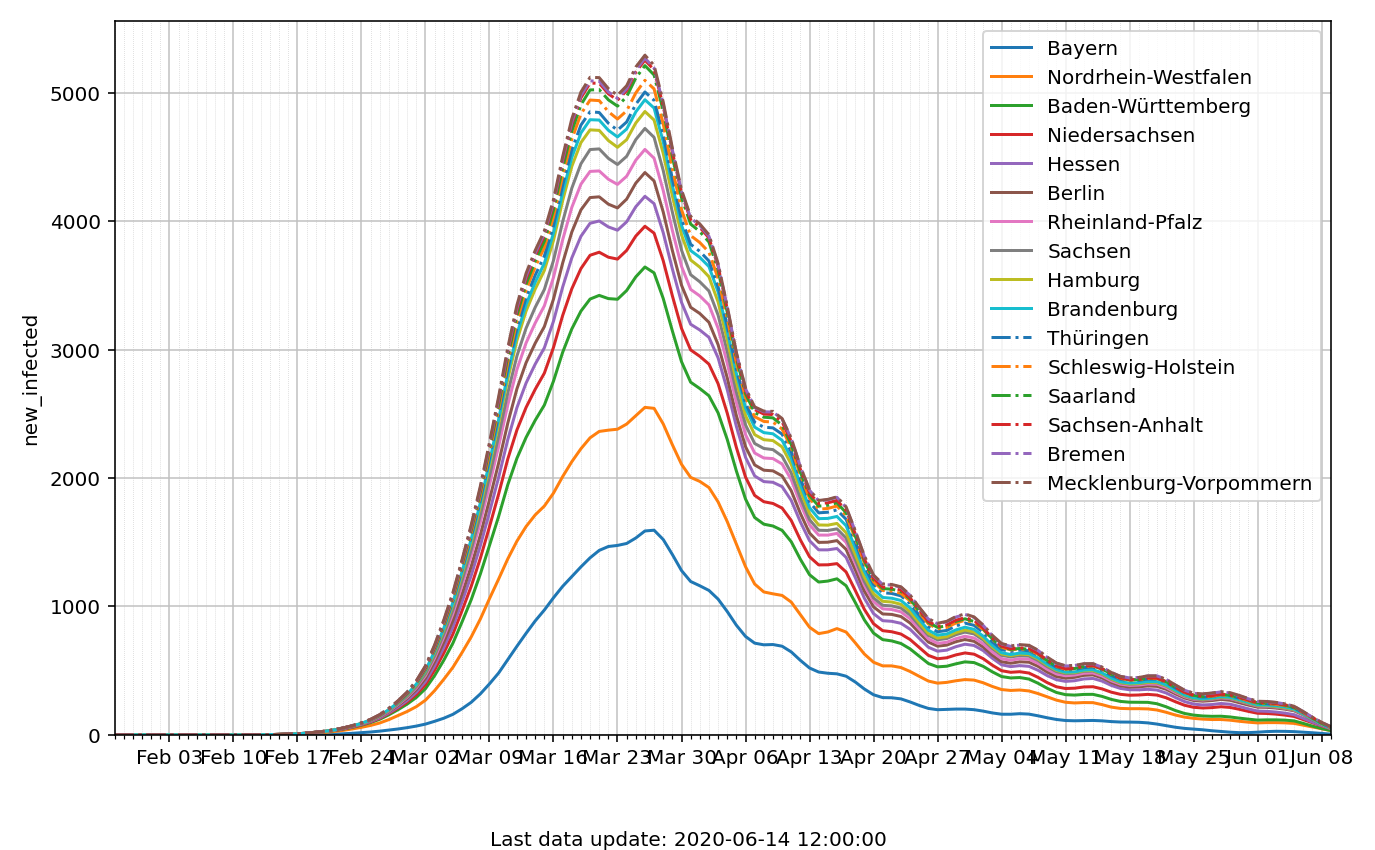 new_infected
5000
4000
3000
2000
1000
0
Bayern
Nordrhein-Westfalen
Baden-Württemberg
Niedersachsen
Hessen
Berlin
Rheinland-Pfalz
Sachsen
Hamburg
Brandenburg
Thüringen
Schleswig-Holstein
Saarland
Sachsen-Anhalt
Bremen
Mecklenburg-Vorpommern
Feb 03 Feb 10 Feb 17 Feb 24 Mar 02 Mar 09 Mar 16 Mar 23 Mar 30 Apr 06 Apr 13 Apr 20 Apr 27 May 04 May 11 May 18 May 25 Jun 01 Jun 08
Last data update: 2020-06-14 12:00:00